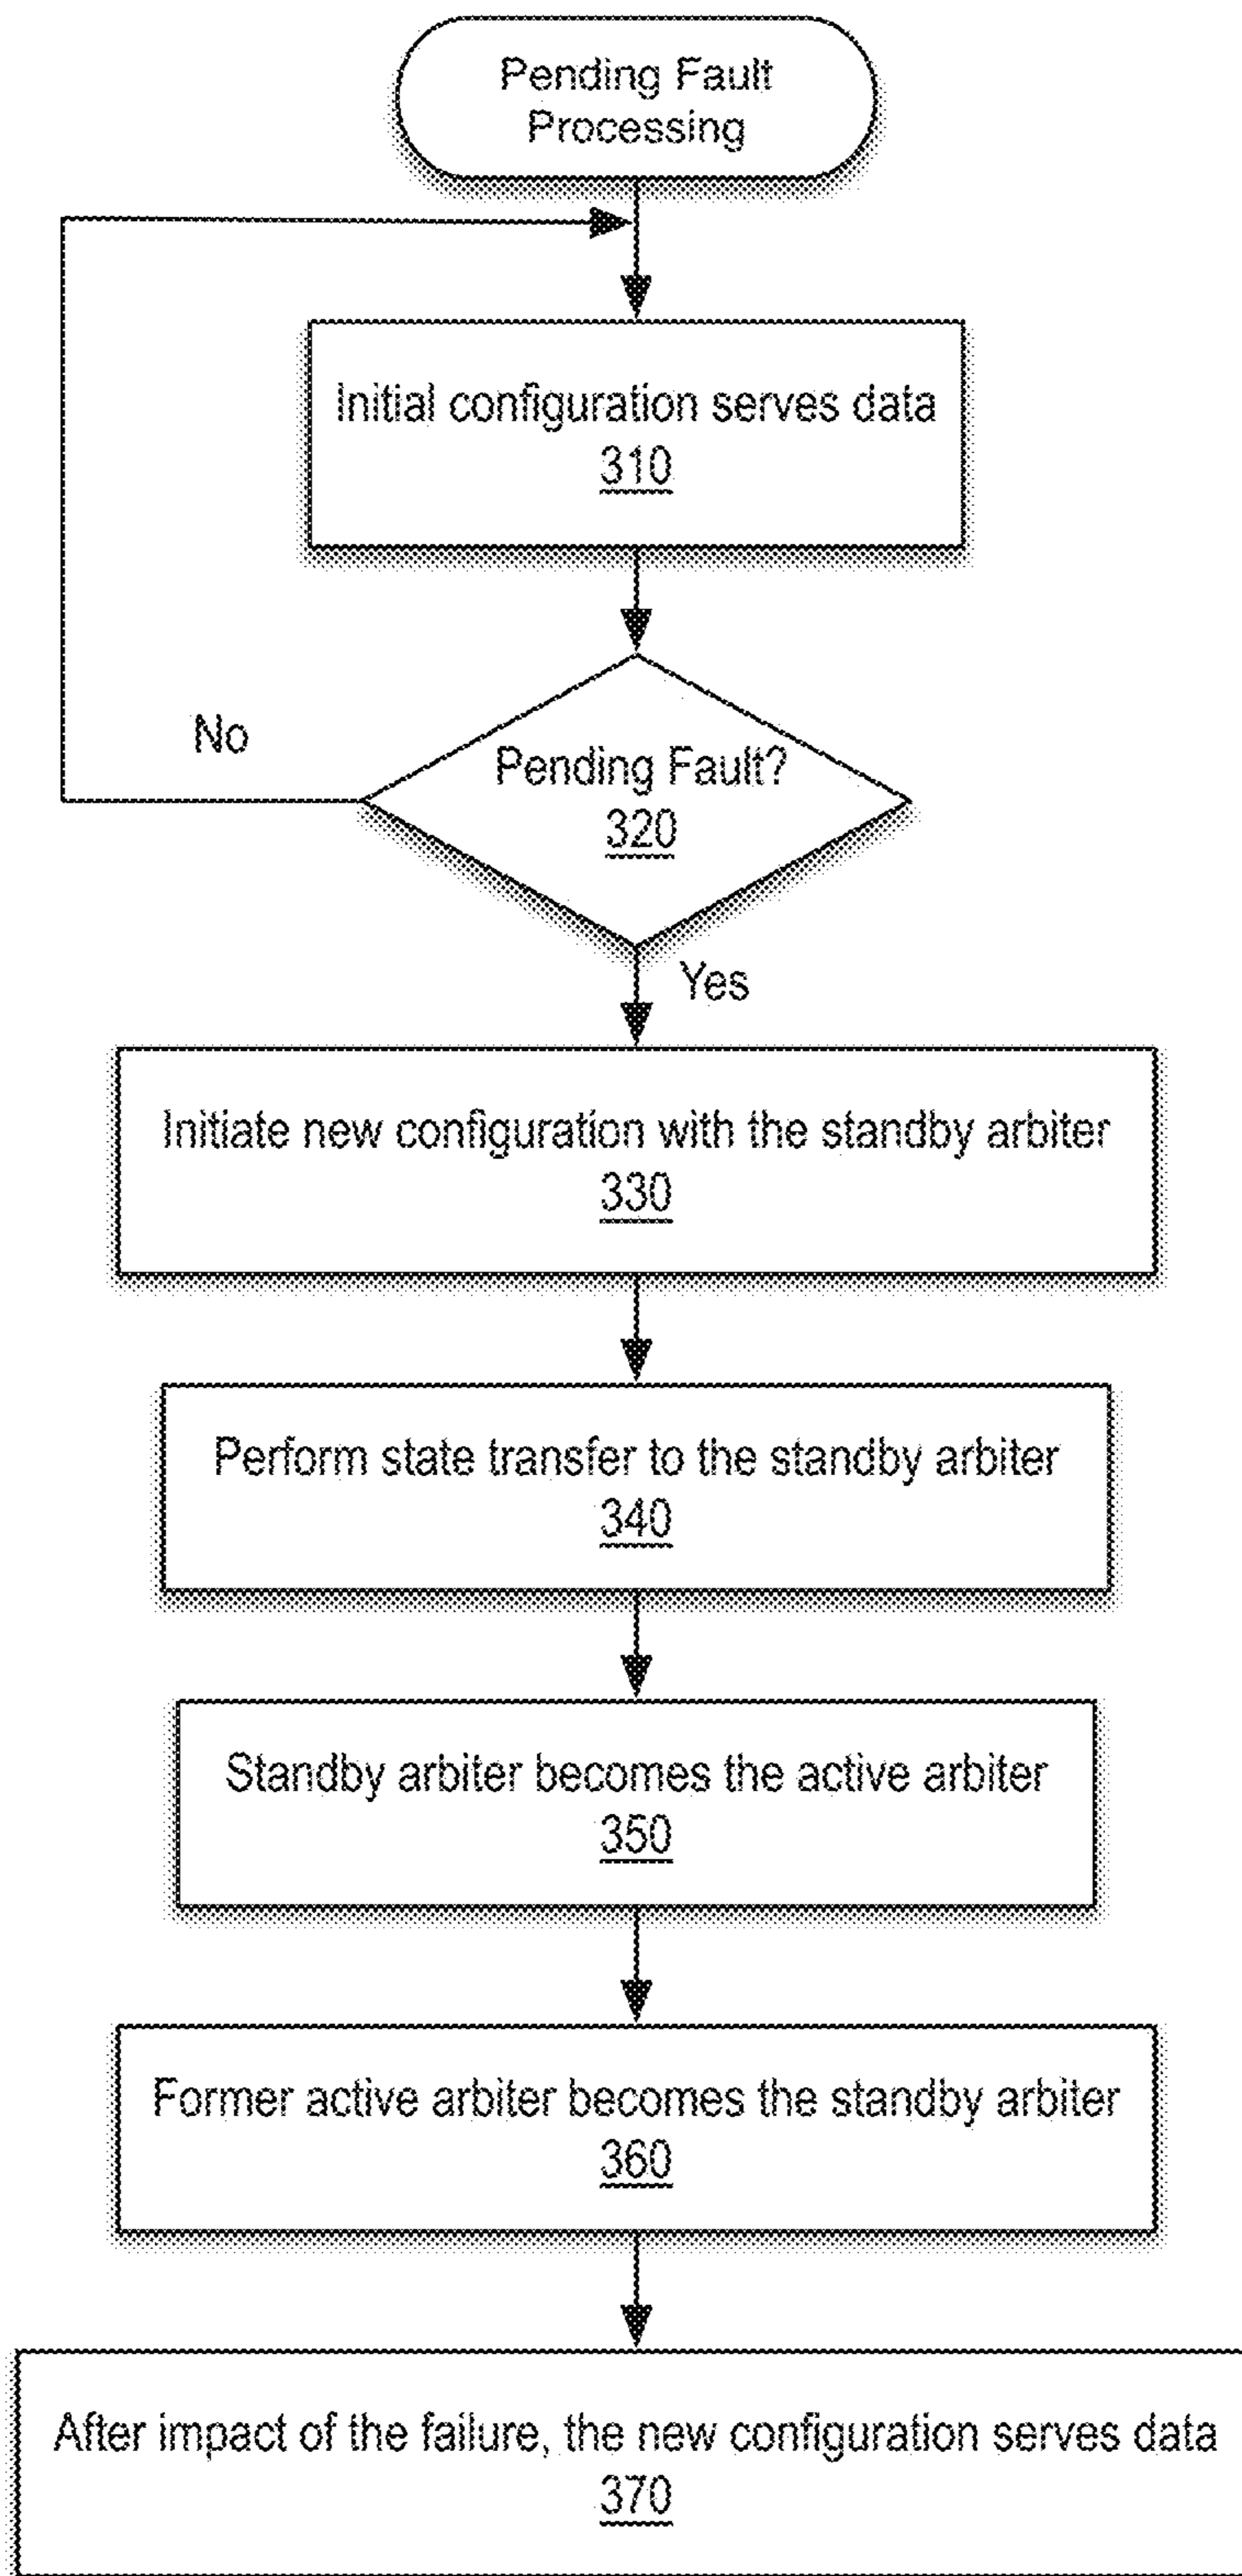 Pending Fault
Processing
Initial configuration serves data
310
No
Pending Fault?
320
Yes
Initiate new configuration with the standby arbiter
330
Perform state transfer to the standby arbiter
340
Standby arbiter becomes the active arbiter
350
Former active arbiter becomes the standby arbiter
360
After impact of the failure, the new configuration serves data
370